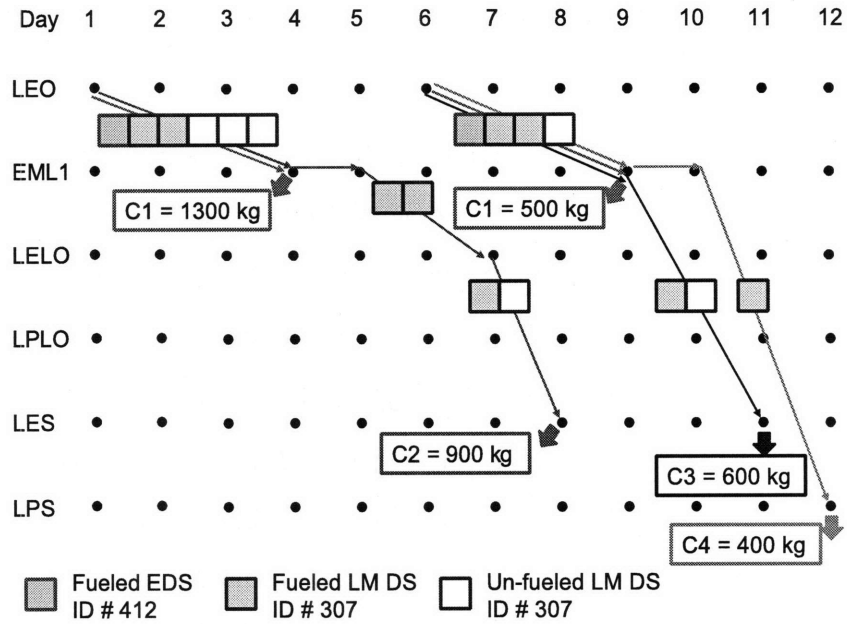 Day 1 2 3 4 5 6 7 8 9 10 11 12
LEO
EML1
C1 = 1300 kg
C1 = 500 kg
LELO
LPLO
LES
C2 = 900 kg
C3 = 600 kg
LPS
C4 = 400 kg
Fueled EDS
ID # 412
Fueled LM DS
ID # 307
Un-fueled LM DS
ID # 307